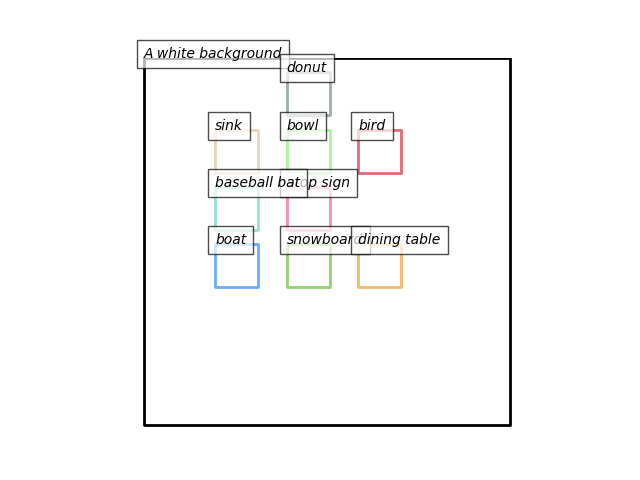 A white background
donut
sink
bowl
bird
baseball bat
op sign
boat
snowboard
dining table